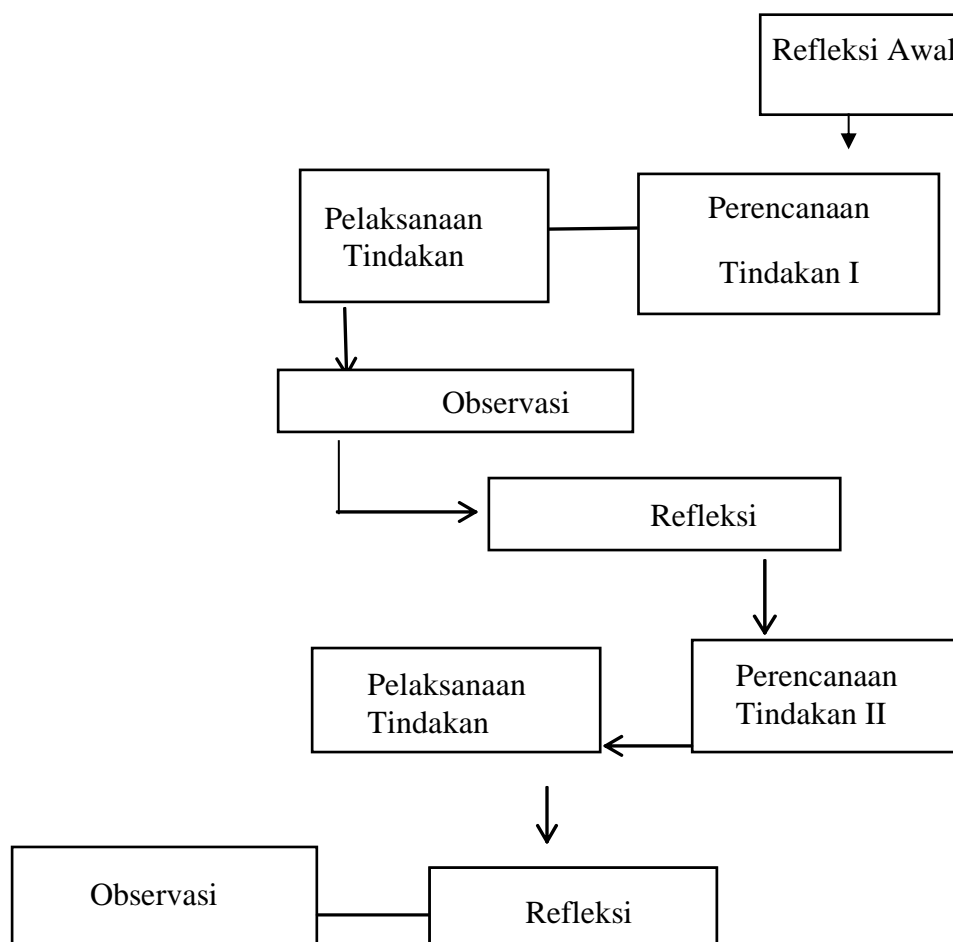 Refleksi Awal
Pelaksanaan
Tindakan
Perencanaan
Tindakan I
Observasi
Refleksi
Pelaksanaan
Tindakan
Perencanaan
Tindakan II
Observasi
Refleksi